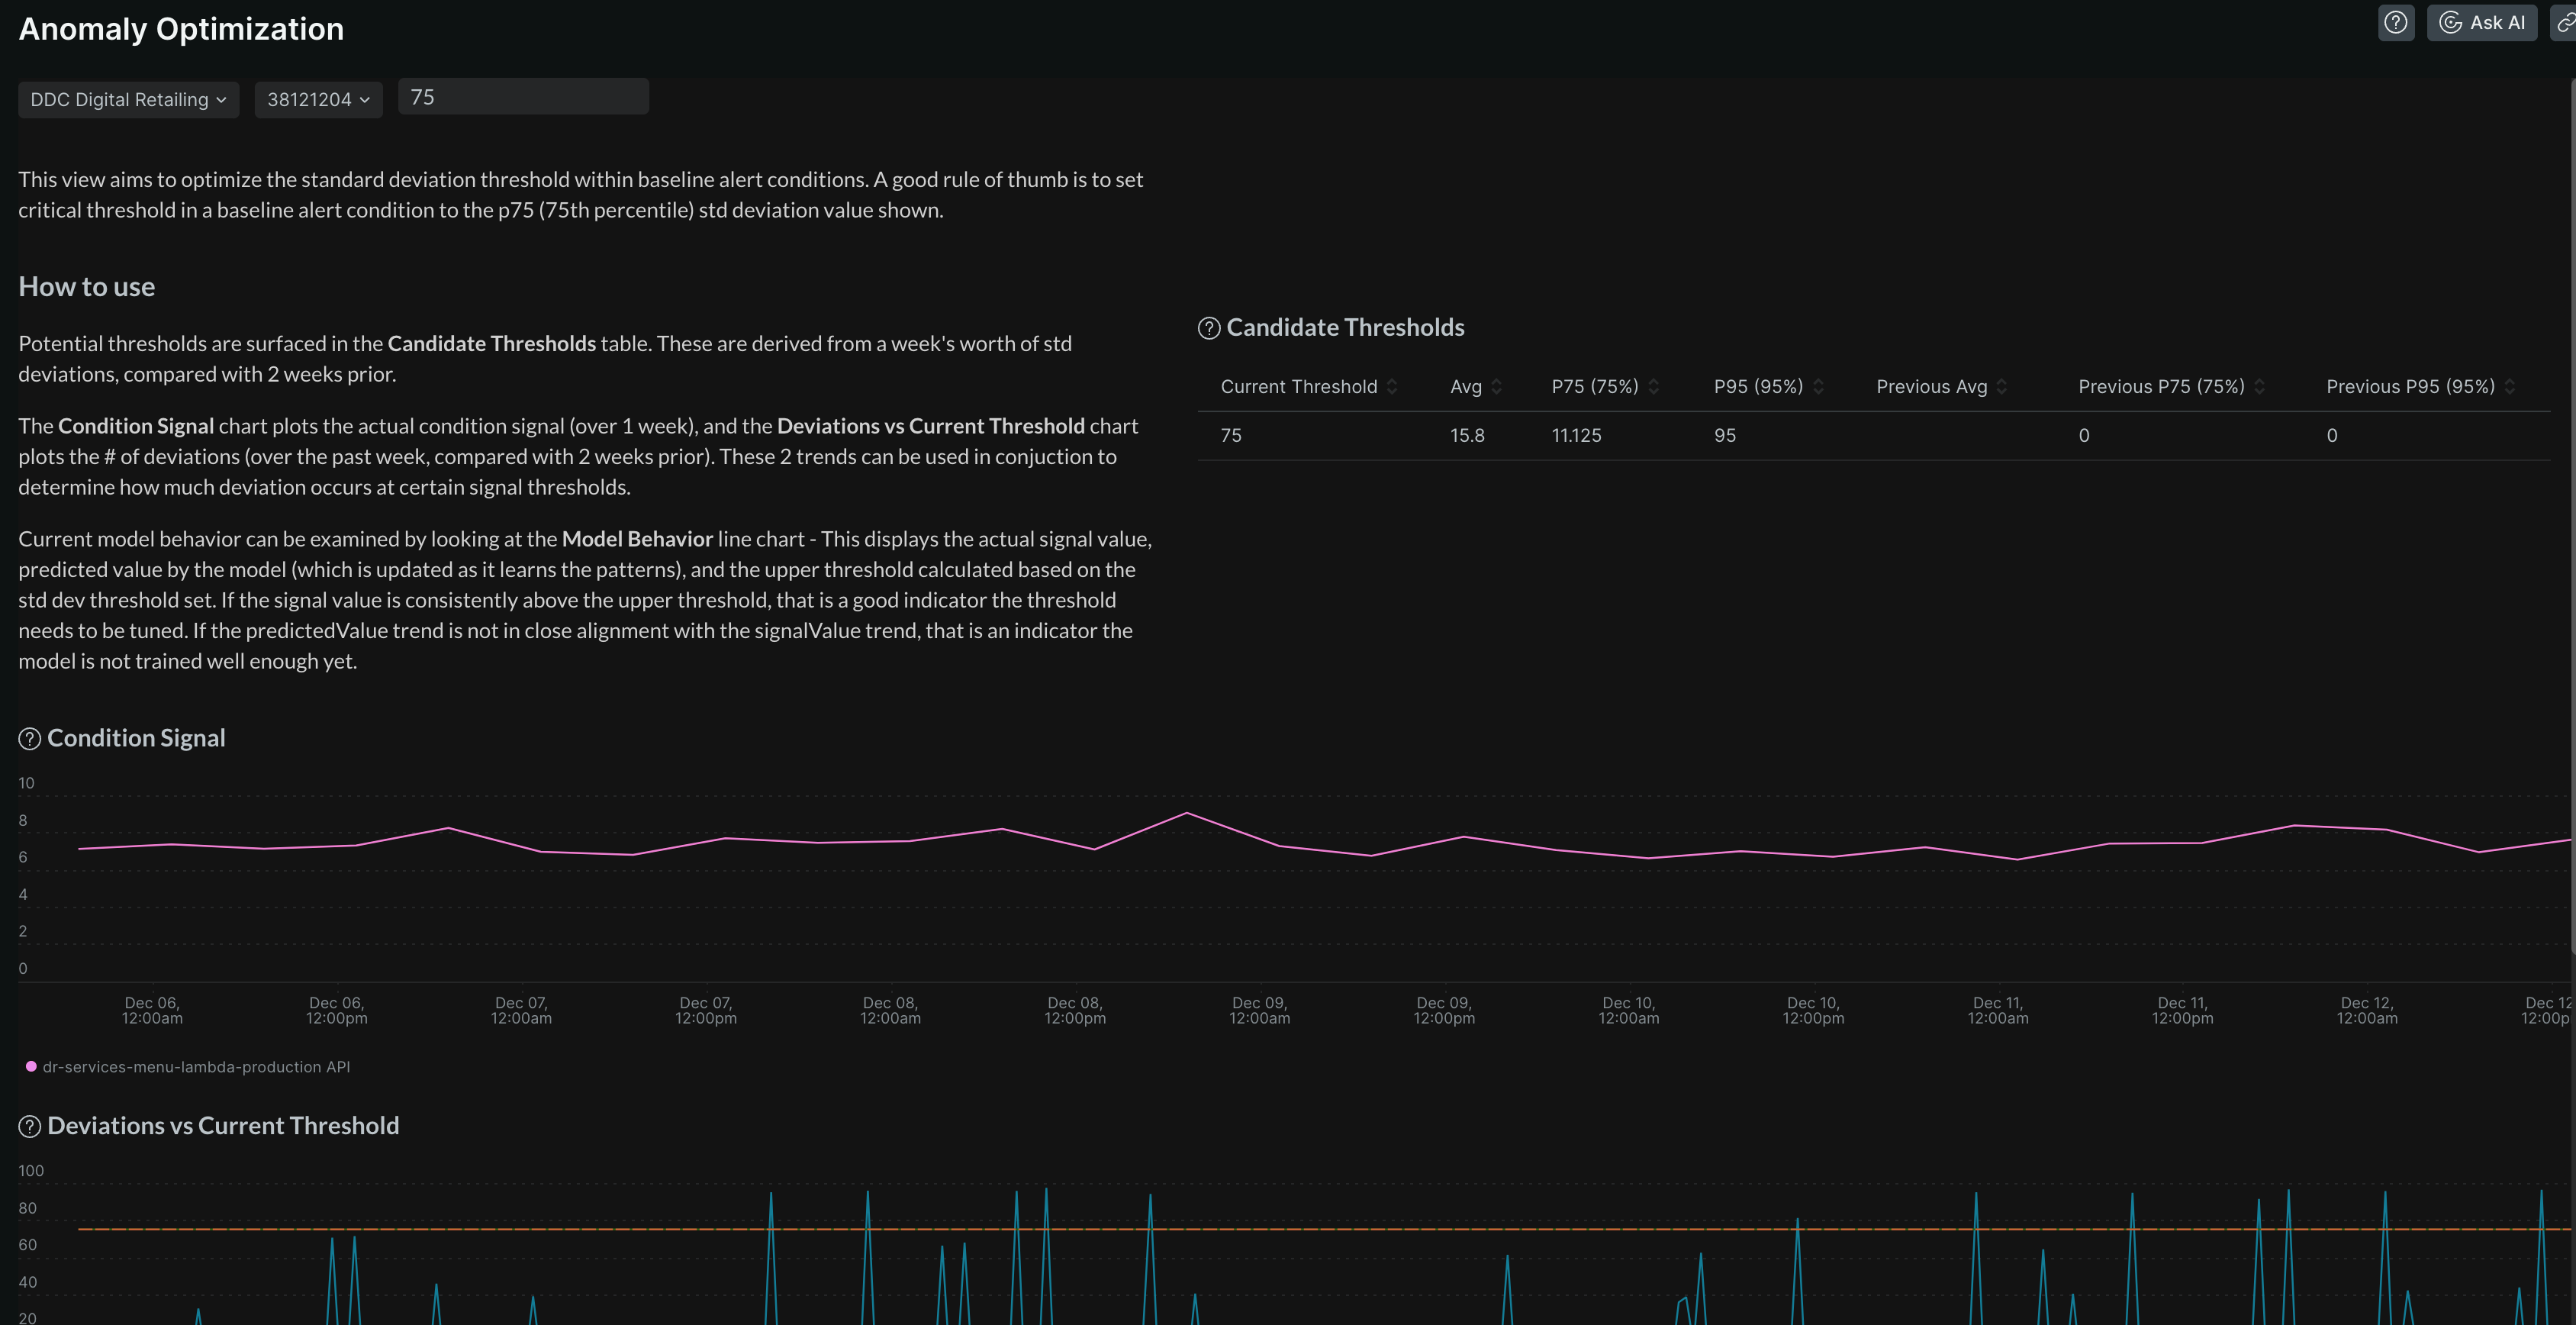 Anomaly Optimization
Ask AI
DDC Digital Retailing
38121204
75
This view aims to optimize the standard deviation threshold within baseline alert conditions. A good rule of thumb is to set
critical threshold in a baseline alert condition to the p75 (75th percentile) std deviation value shown.
How to use
Potential thresholds are surfaced in the Candidate Thresholds table. These are derived from a week's worth of std
deviations, compared with 2 weeks prior.
The Condition Signal chart plots the actual condition signal (over 1 week), and the Deviations vs Current Threshold chart
plots the # of deviations (over the past week, compared with 2 weeks prior). These 2 trends can be used in conjuction to
determine how much deviation occurs at certain signal thresholds.
Current model behavior can be examined by looking at the Model Behavior line chart - This displays the actual signal value,
predicted value by the model (which is updated as it learns the patterns), and the upper threshold calculated based on the
std dev threshold set. If the signal value is consistently above the upper threshold, that is a good indicator the threshold
needs to be tuned. If the predictedValue trend is not in close alignment with the signalValue trend, that is an indicator the
model is not trained well enough yet.
Candidate Thresholds
Current Threshold Avg P75 (75%) P95 (95%) Previous Avg Previous P75 (75%) Previous P95 (95%)
75 15.8 11.125 95 0 0
Condition Signal
10
8
6
4
2
0
Dec 06, Dec 06, Dec 07, Dec 07, Dec 08, Dec 08, Dec 09, Dec 09, Dec 10, Dec 10, Dec 11, Dec 11, Dec 12, Dec 12
12:00am 12:00pm 12:00am 12:00pm 12:00am 12:00pm 12:00am 12:00pm 12:00am 12:00pm 12:00am 12:00pm 12:00am 12:00p
dr-services-menu-lambda-production API
Deviations vs Current Threshold
100
80
60
40
20